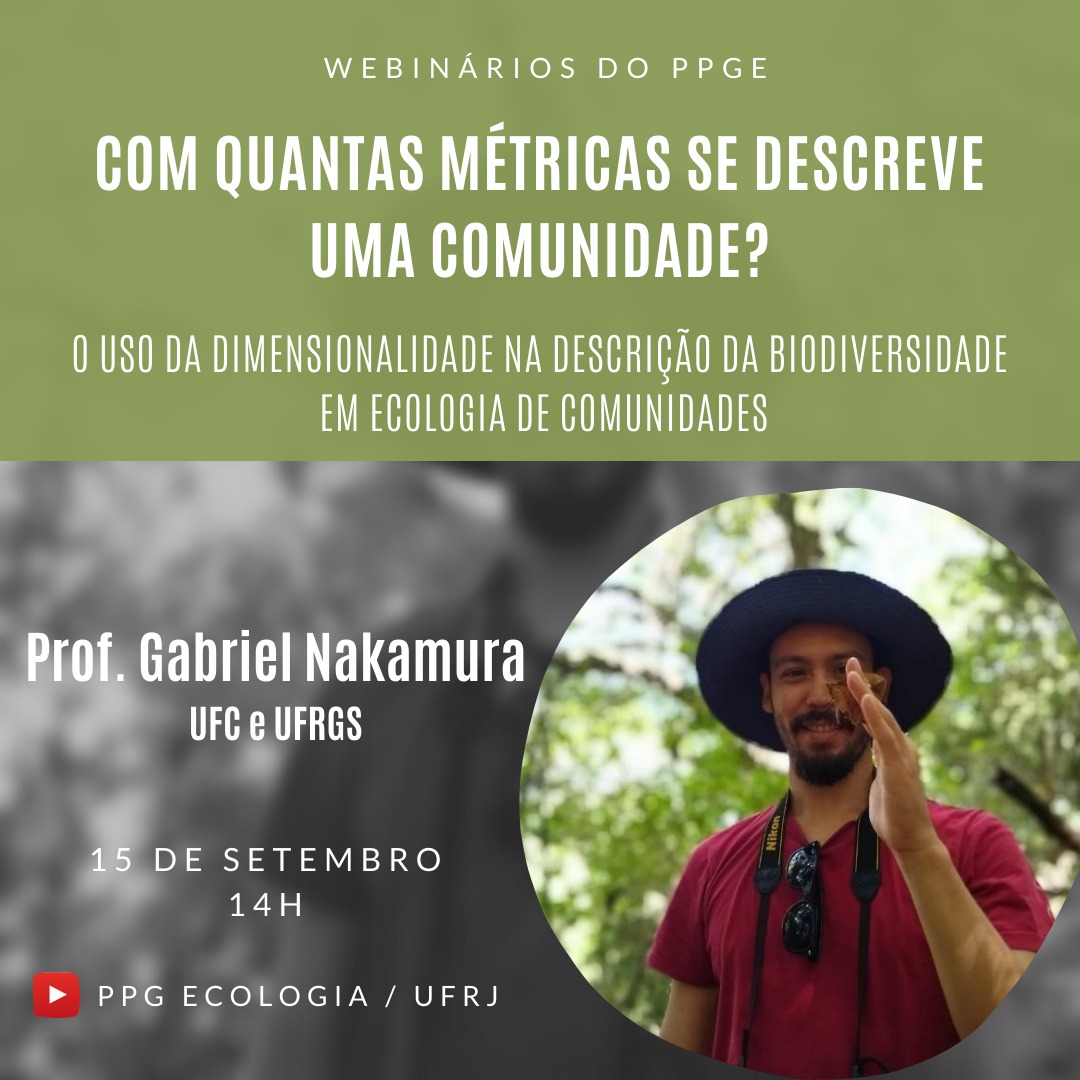 WEBINÁRIOS DO PPGE
COM QUANTAS MÉTRICAS SE DESCREVE
UMA COMUNIDADE?
O USO DA DIMENSIONALIDADE NA DESCRIÇÃO DA BIODIVERSIDADE
EM ECOLOGIA DE COMUNIDADES
Prof. Gabriel Nakamura
UFC e UFRGS
15 DE SETEMBRO
14H
PPG ECOLOGIA / UFRJ
Nikon